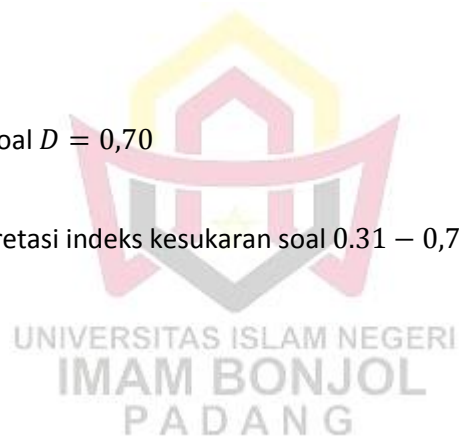 oal D = 0,70
retasi indeks kesukaran soal 0.31 − 0,7
UNIVERSITAS ISLAM NEGERI
IMAM BONJOL
PADANG